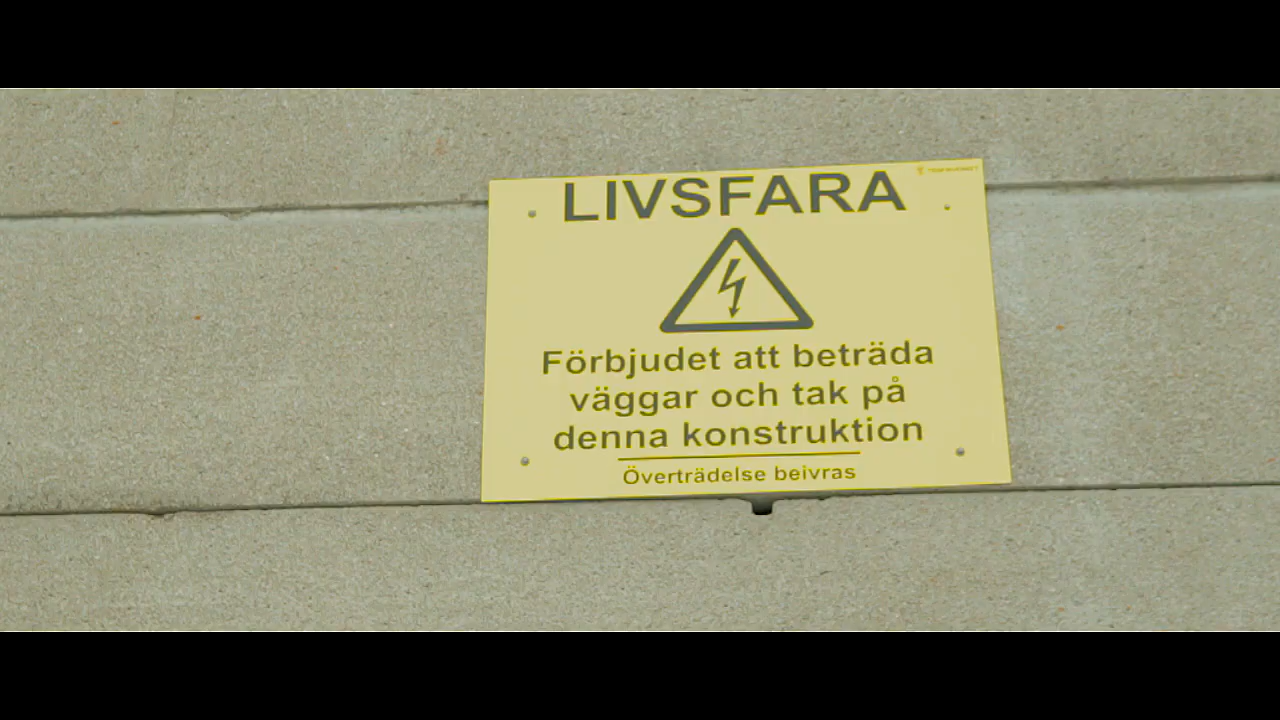 LIVSFARA
Förbjudet att beträda
väggar och tak på
denna konstruktion
Överträdelse beivras